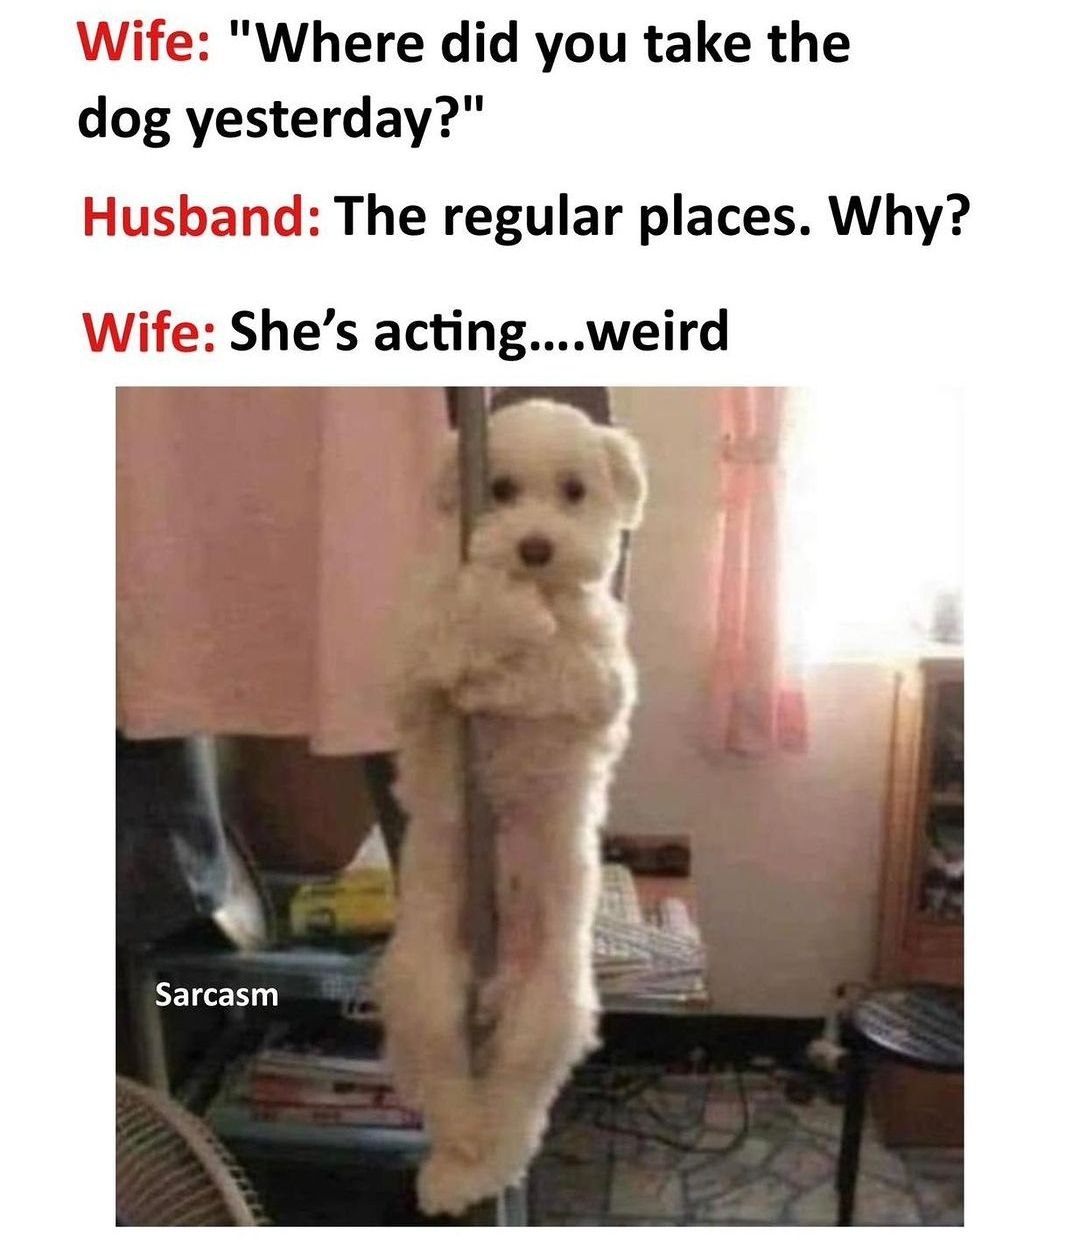 Wife: "Where did you take the
dog yesterday?"
Husband: The regular places. Why?
Wife: She’s acting....weird
Sarcasm